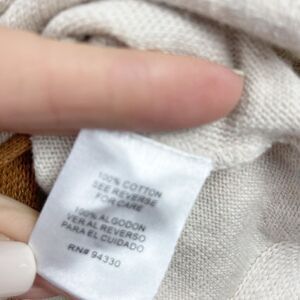 100% COTTON
SEE REVERSE
FOR CARE
100% ALGODON
VER AL REVERSO
PARA EL CUIDADO
RN# 94330